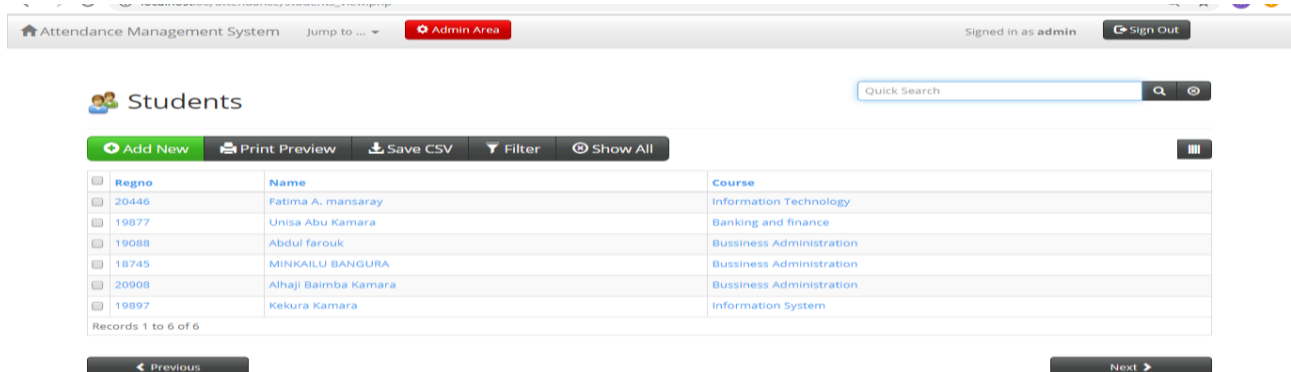 Attendance Management System Jump to ... Admin Area Signed in as admin Sign Out
Students
Quick Search
Add New Print Preview Save CSV Filter Show All
Regno Name Course
20446 Fatima A. mansaray Information Technology
19877 Unisa Abu Kamara Banking and finance
19088 Abdul farouk Bussiness Administration
18745 MINKAILU BANGURA Bussiness Administration
20908 Alhaji Baimba Kamara Bussiness Administration
19897 Kekura Kamara Information System
Records 1 to 6 of 6
Previous Next